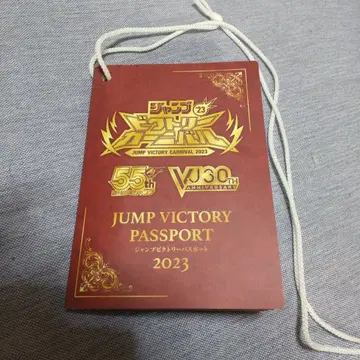 ジャンプ '23
ビクトリー
カーニバル
JUMP VICTORY CARNIVAL 2023
55th
VJ30TH
ANNIVERSARY
JUMP VICTORY
PASSPORT
ジャンプビクトリーパスポート
2023